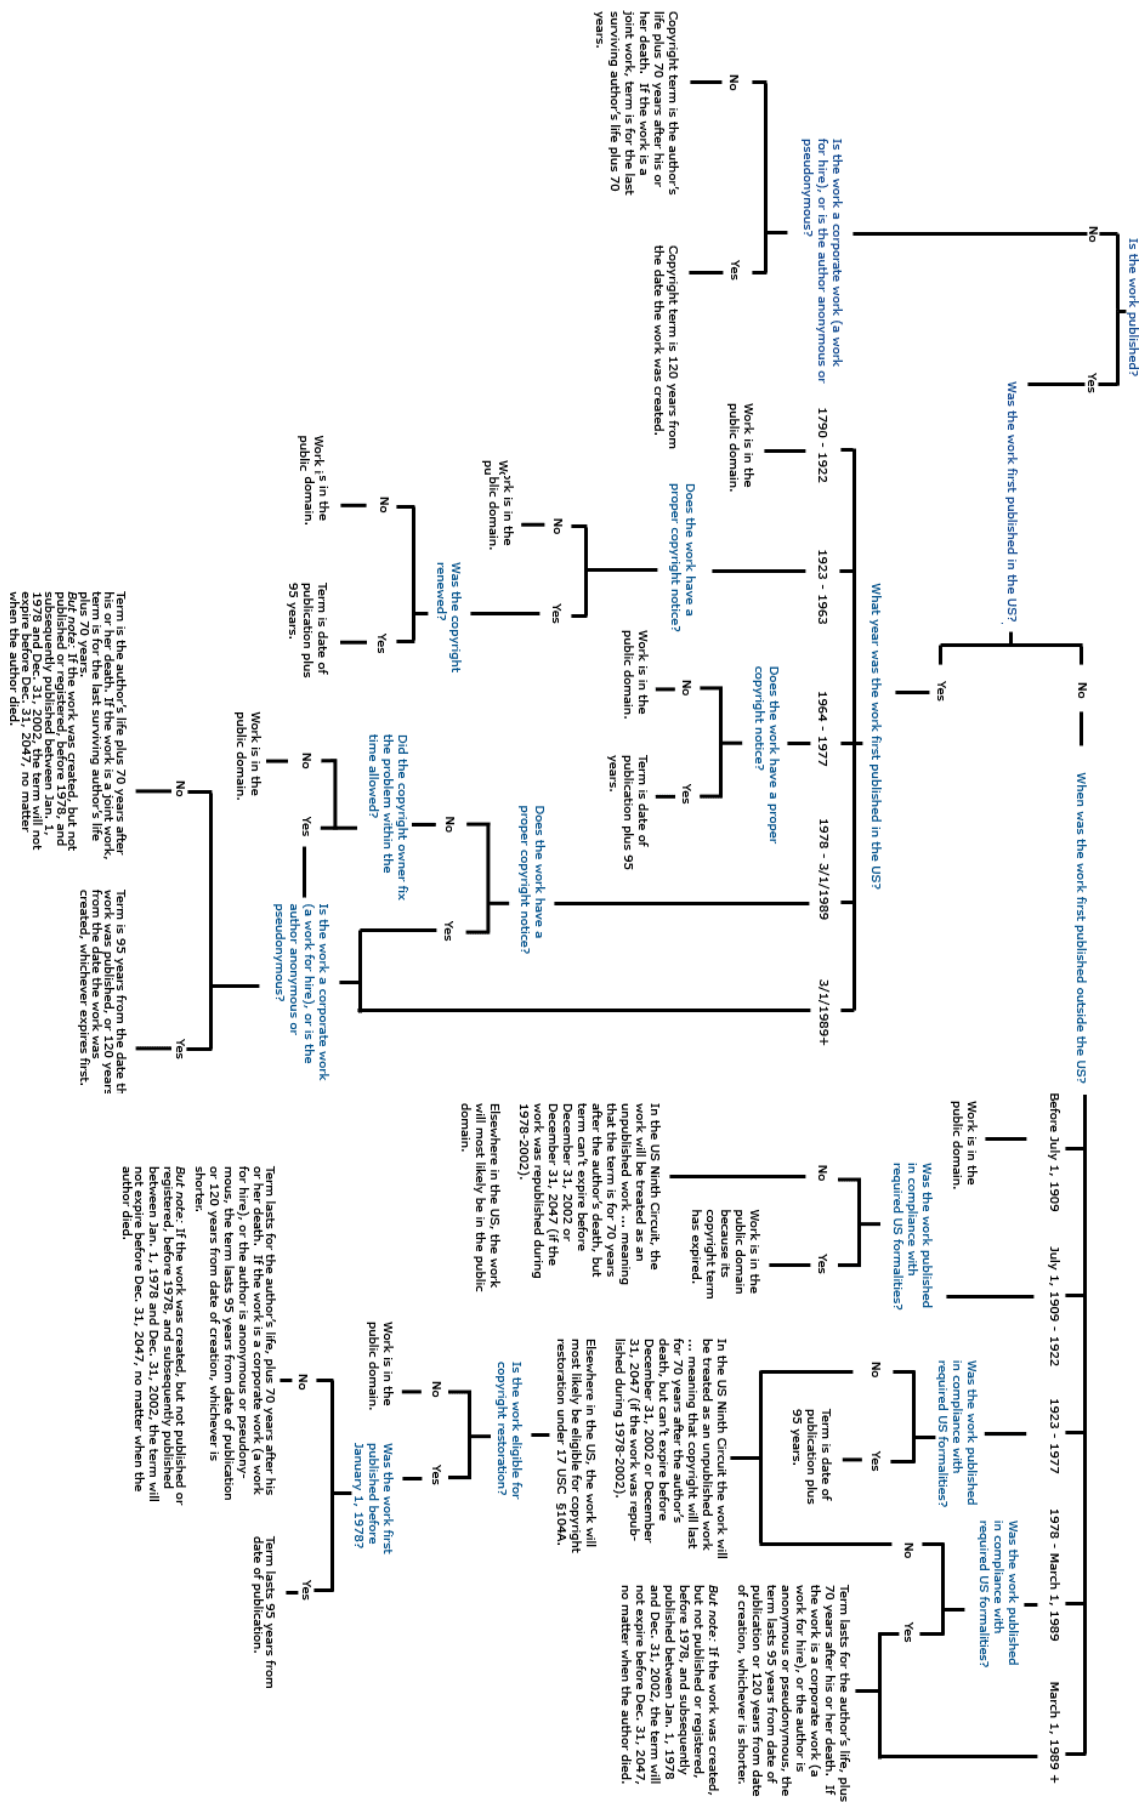 Is the work published?
No
Yes
Is the work a corporate work (a work
for hire), or is the author anonymous or
pseudonymous?
No
Yes
Copyright term is the author's
life plus 70 years after his or
her death.  If the work is a
joint work, term is for the last
surviving author's life plus 70
years.
Copyright term is 120 years from
the date the work was created.
Was the work first published in the US?
No
Yes
What year was the work first published in the US?
1790 - 1922
1923 - 1963
1964 - 1977
1978 - 3/1/1989
3/1/1989+
Work is in the
public domain.
Does the work have a
proper copyright notice?
No
Yes
Work is in the
public domain.
Was the copyright
renewed?
No
Yes
Work is in the
public domain.
Term is date of
publication plus
95 years.
Does the work have a proper
copyright notice?
No
Yes
Work is in the
public domain.
Term is date of
publication plus 95
years.
Does the work have a
proper copyright notice?
No
Yes
Did the copyright owner fix
the problem within the
time allowed?
No
Yes
Work is in the
public domain.
Is the work a corporate work
(a work for hire), or is the
author anonymous or
pseudonymous?
No
Yes
Term is the author's life plus 70 years after
his or her death. If the work is a joint work,
term is for the last surviving author's life
plus 70 years.
But note: If the work was created, but not
published or registered, before 1978, and
subsequently published between Jan. 1,
1978 and Dec. 31, 2002, the term will not
expire before Dec. 31, 2047, no matter
when the author died.
Term is 95 years from the date th
work was published, or 120 years
from the date the work was
created, whichever expires first.
When was the work first published outside the US?
Before July 1, 1909
July 1, 1909 - 1922
1923 - 1977
1978 - March 1, 1989
March 1, 1989 +
Work is in the
public domain.
Was the work published
in compliance with
required US formalities?
No
Yes
In the US Ninth Circuit, the
work will be treated as an
unpublished work ... meaning
that the term is for 70 years
after the author's death, but
term can't expire before
December 31, 2002 or
December 31, 2047 (if the
work was republished during
1978-2002).
Elsewhere in the US, the work
will most likely be in the public
domain.
Work is in the
public domain
because its
copyright term
has expired.
Was the work published
in compliance with
required US formalities?
No
Yes
Term is date of
publication plus
95 years.
Was the work published
in compliance with
required US formalities?
No
Yes
In the US Ninth Circuit the work will
be treated as an unpublished work
... meaning that copyright will last
for 70 years after the author's
death, but can't expire before
December 31, 2002 or December
31, 2047 (if the work was repub-
lished during 1978-2002).
Elsewhere in the US, the work will
most likely be eligible for copyright
restoration under 17 USC §104A.
Is the work eligible for
copyright restoration?
No
Yes
Work is in the
public domain.
Was the work first
published before
January 1, 1978?
No
Yes
Term lasts for the author's life, plus 70 years after his
or her death.  If the work is a corporate work (a work
for hire), or the author is anonymous or pseudony-
mous, the term lasts 95 years from date of publication
or 120 years from date of creation, whichever is
shorter.
But note: If the work was created, but not published or
registered, before 1978, and subsequently published
between Jan. 1, 1978 and Dec. 31, 2002, the term will
not expire before Dec. 31, 2047, no matter when the
author died.
Term lasts 95 years from
date of publication.
Term lasts for the author's life, plus
70 years after his or her death.  If
the work is a corporate work (a
work for hire), or the author is
anonymous or pseudonymous, the
term lasts 95 years from date of
publication or 120 years from date
of creation, whichever is shorter.
But note: If the work was created,
but not published or registered,
before 1978, and subsequently
published between Jan. 1, 1978
and Dec. 31, 2002, the term will
not expire before Dec. 31, 2047,
no matter when the author died.